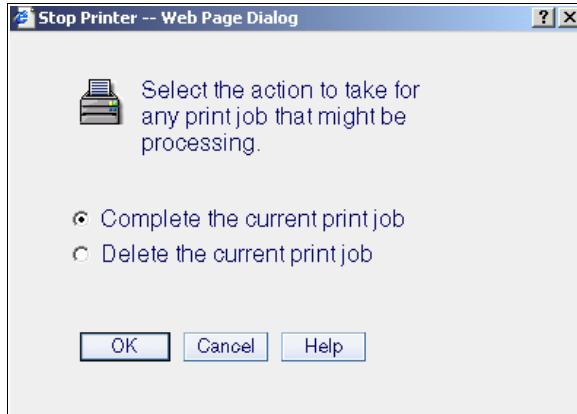 Stop Printer -- Web Page Dialog
Select the action to take for
any print job that might be
processing.
Complete the current print job
Delete the current print job
OK Cancel Help